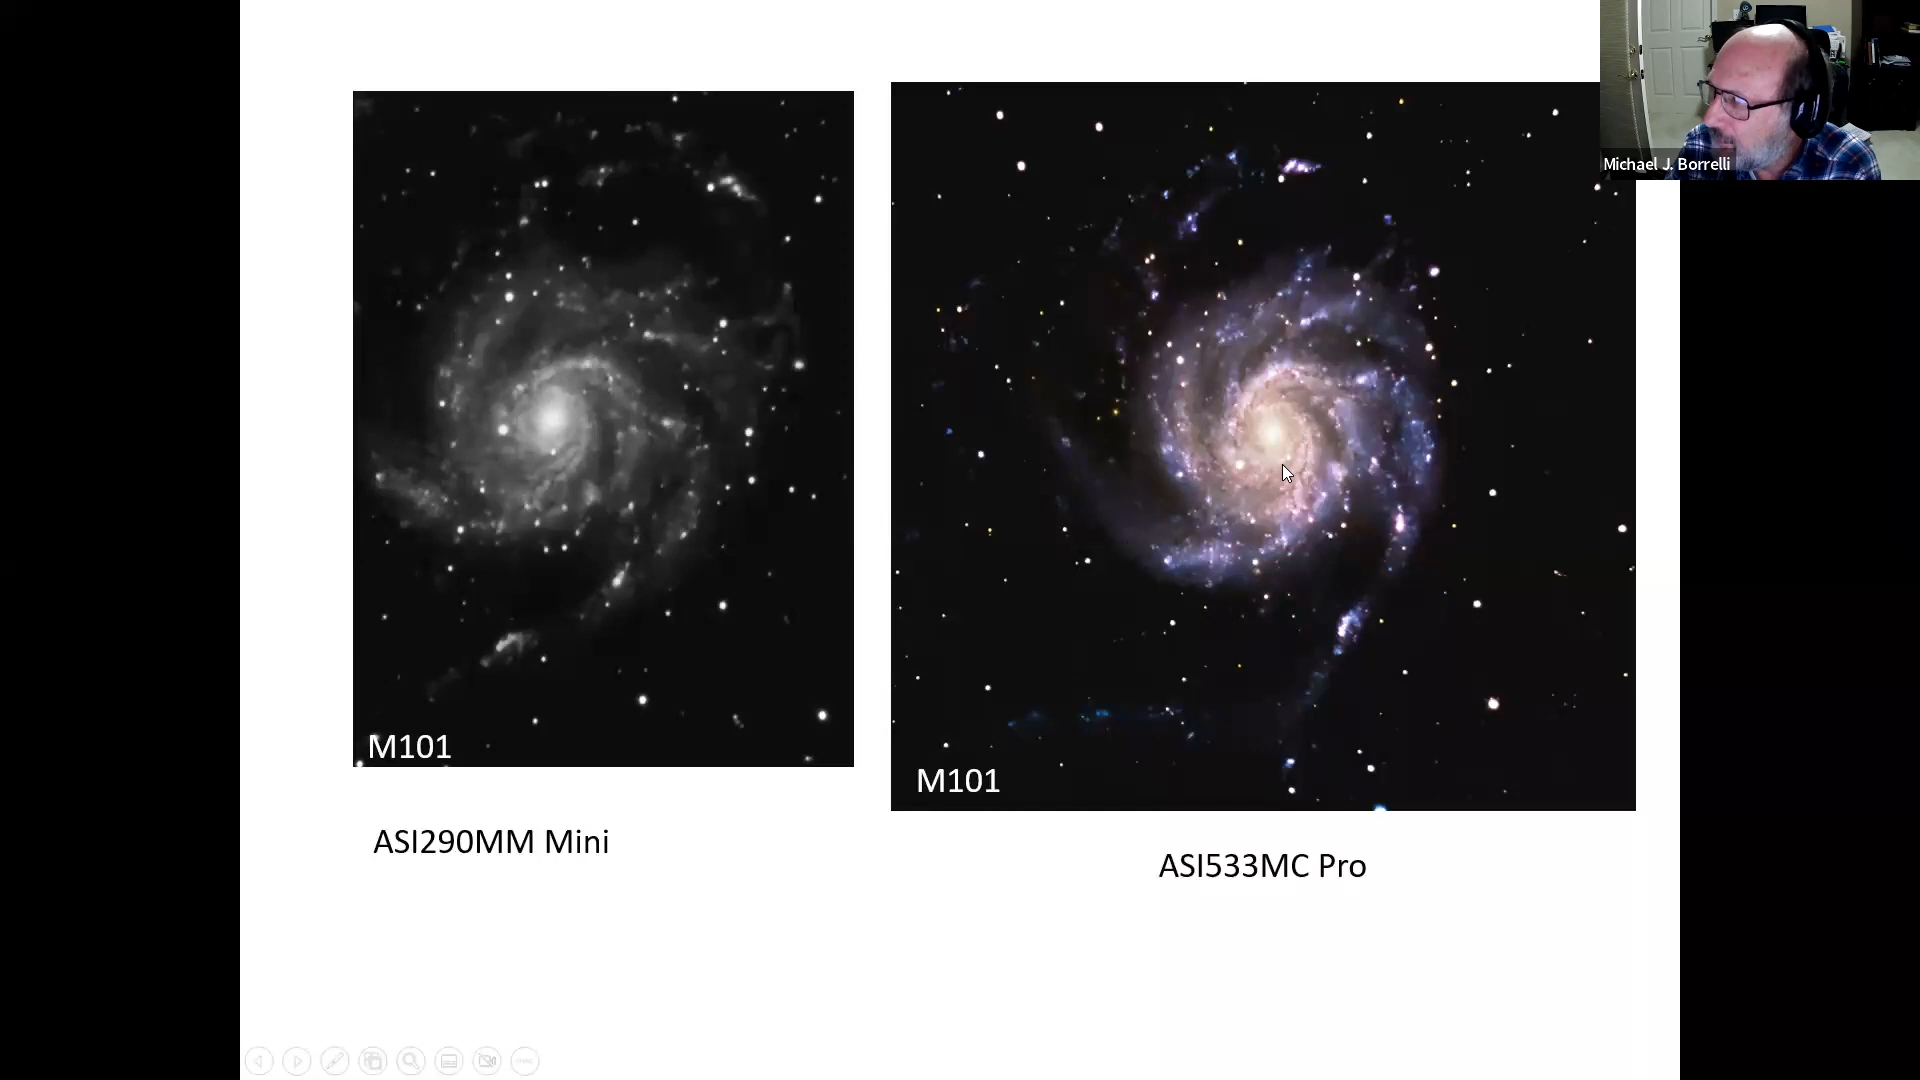 Michael J. Borrelli
M101
M101
ASI290MM Mini
ASI533MC Pro